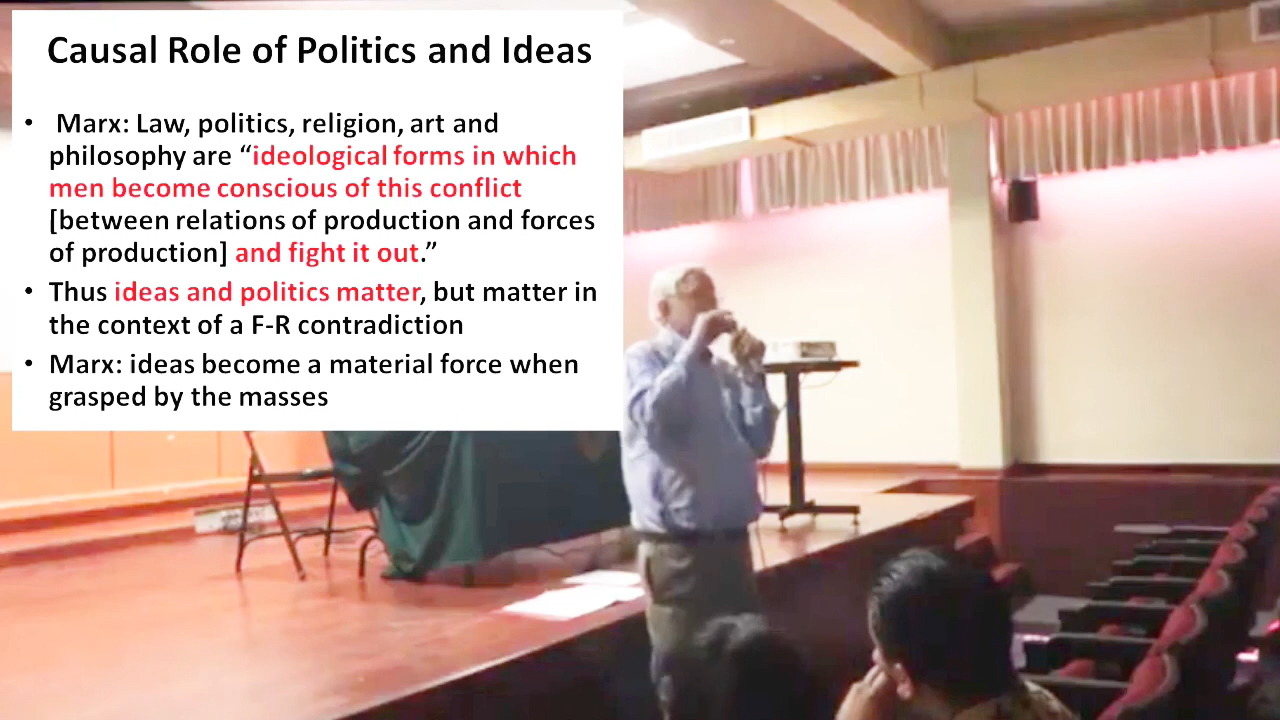 Causal Role of Politics and Ideas
• Marx: Law, politics, religion, art and
philosophy are “ideological forms in which
men become conscious of this conflict
[between relations of production and forces
of production] and fight it out.”
• Thus ideas and politics matter, but matter in
the context of a F-R contradiction
• Marx: ideas become a material force when
grasped by the masses